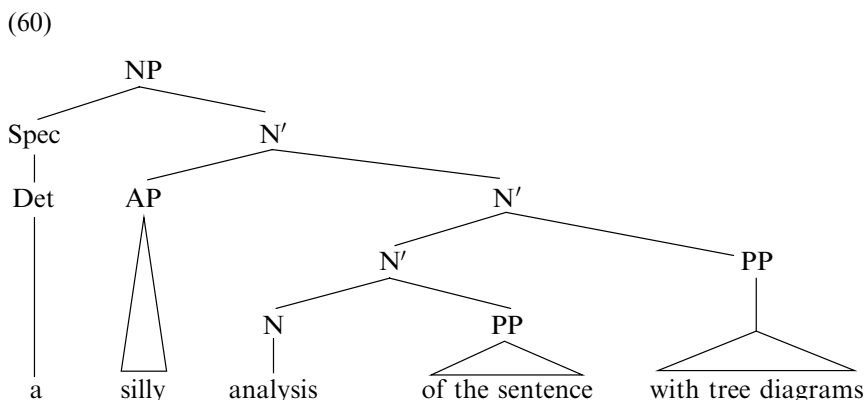 (60)
NP
Spec N′
Det AP N′
N′ PP
N PP
a silly analysis of the sentence with tree diagrams